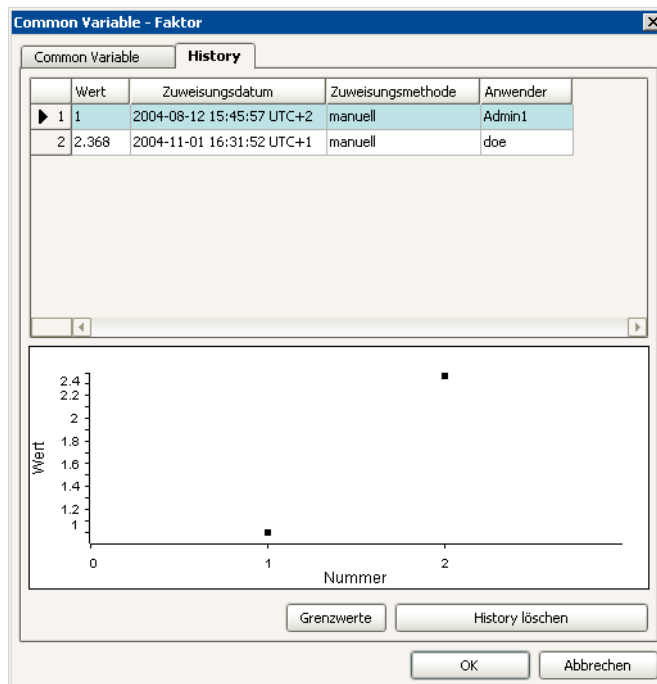 Common Variable - Faktor
Common Variable History
Wert Zuweisungsdatum Zuweisungsmethode Anwender
1 1 2004-08-12 15:45:57 UTC+2 manuell Admin1
2 2.368 2004-11-01 16:31:52 UTC+1 manuell doe
2.4
2.2
2
1.8
1.6
1.4
1.2
1
Wert
0 1 2
Nummer
Grenzwerte History löschen
OK Abbrechen